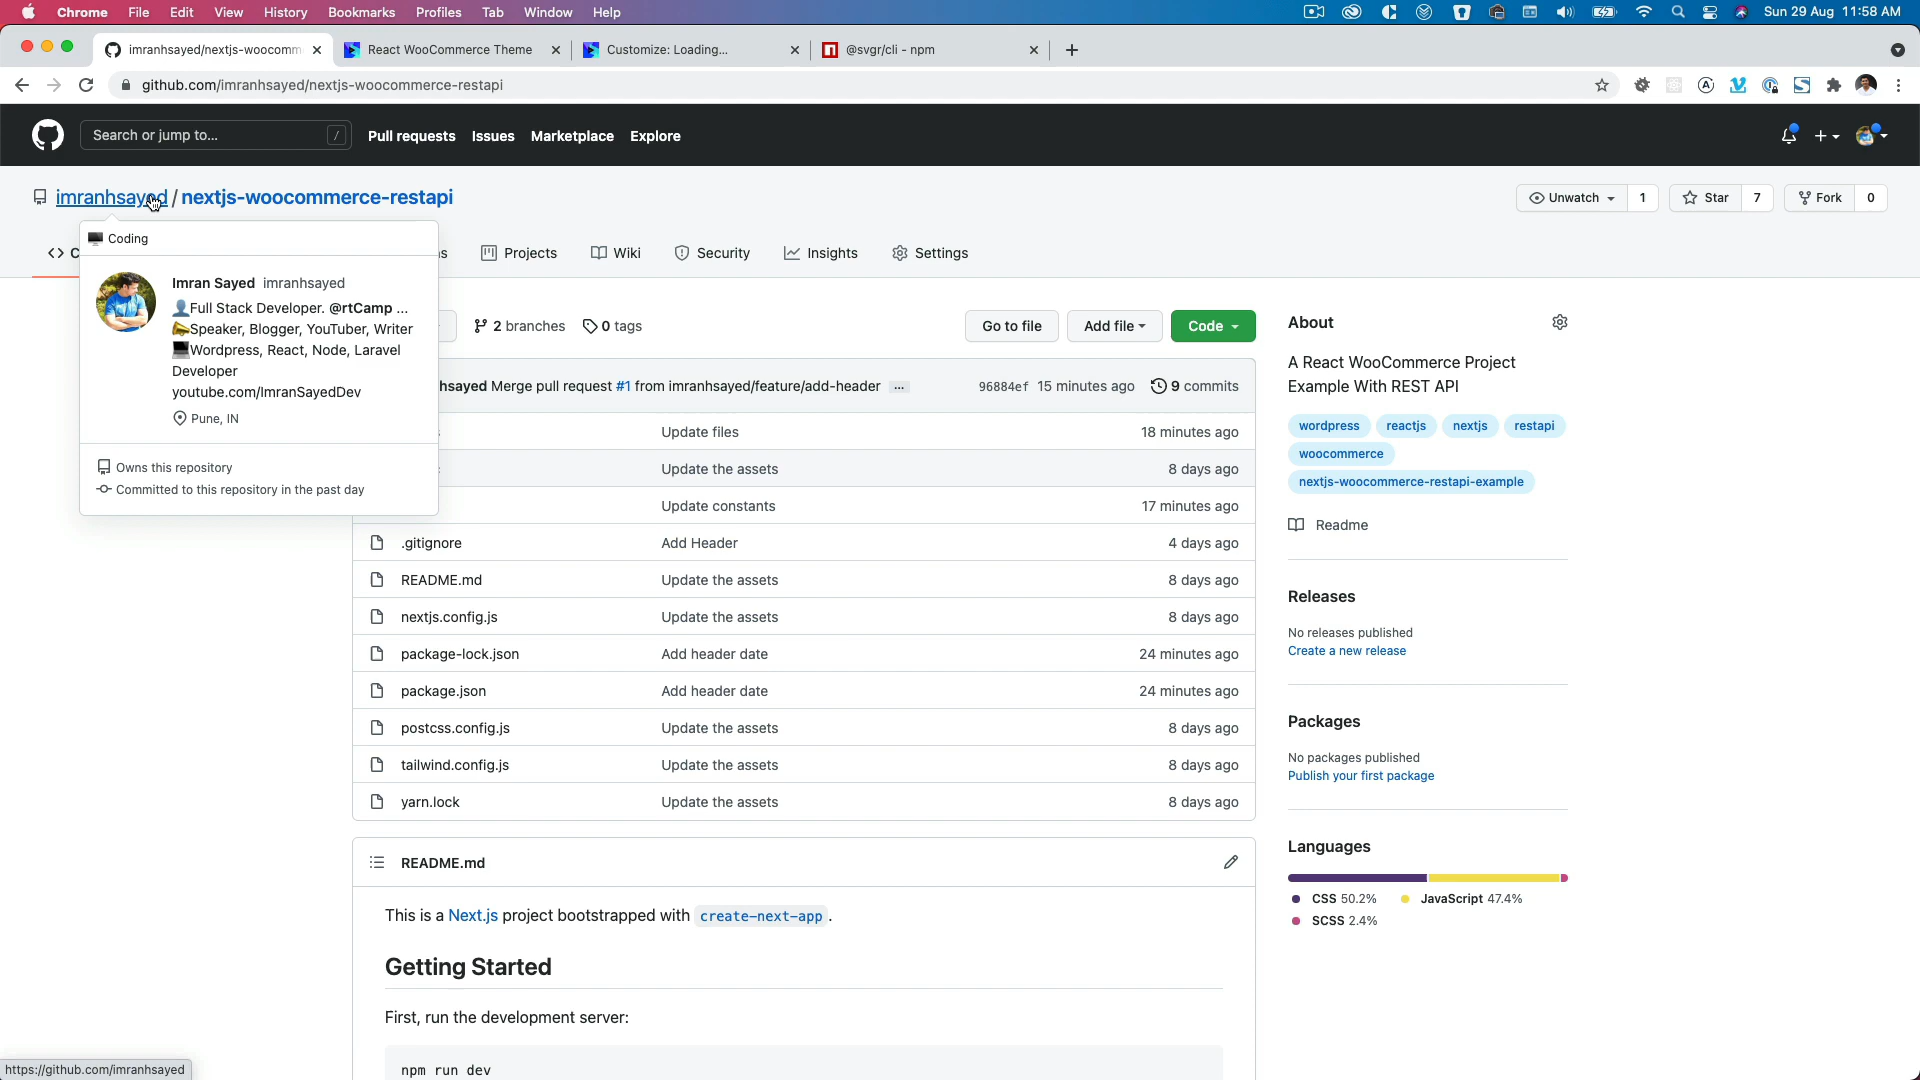 Chrome File Edit View History Bookmarks Profiles Tab Window Help Sun 29 Aug 11:58 AM
imranhsayed/nextjs-woocomm React WooCommerce Theme Customize: Loading... @svgr/cli - npm
github.com/imranhsayed/nextjs-woocommerce-restapi
Search or jump to... / Pull requests Issues Marketplace Explore
imranhsayed / nextjs-woocommerce-restapi Unwatch 1 Star 7 Fork 0
Coding
<> C s Projects Wiki Security Insights Settings
Imran Sayed imranhsayed
Full Stack Developer. @rtCamp ...
Speaker, Blogger, YouTuber, Writer
Wordpress, React, Node, Laravel
Developer
youtube.com/ImranSayedDev
Pune, IN
Owns this repository
Committed to this repository in the past day
2 branches 0 tags Go to file Add file Code
hsayed Merge pull request #1 from imranhsayed/feature/add-header ... 96884ef 15 minutes ago 9 commits
Update files 18 minutes ago
Update the assets 8 days ago
Update constants 17 minutes ago
.gitignore Add Header 4 days ago
README.md Update the assets 8 days ago
nextjs.config.js Update the assets 8 days ago
package-lock.json Add header date 24 minutes ago
package.json Add header date 24 minutes ago
postcss.config.js Update the assets 8 days ago
tailwind.config.js Update the assets 8 days ago
yarn.lock Update the assets 8 days ago
README.md
This is a Next.js project bootstrapped with create-next-app.
Getting Started
First, run the development server:
npm run dev
About
A React WooCommerce Project
Example With REST API
wordpress reactjs nextjs restapi
woocommerce
nextjs-woocommerce-restapi-example
Readme
Releases
No releases published
Create a new release
Packages
No packages published
Publish your first package
Languages
CSS 50.2% JavaScript 47.4%
SCSS 2.4%
https://github.com/imranhsayed